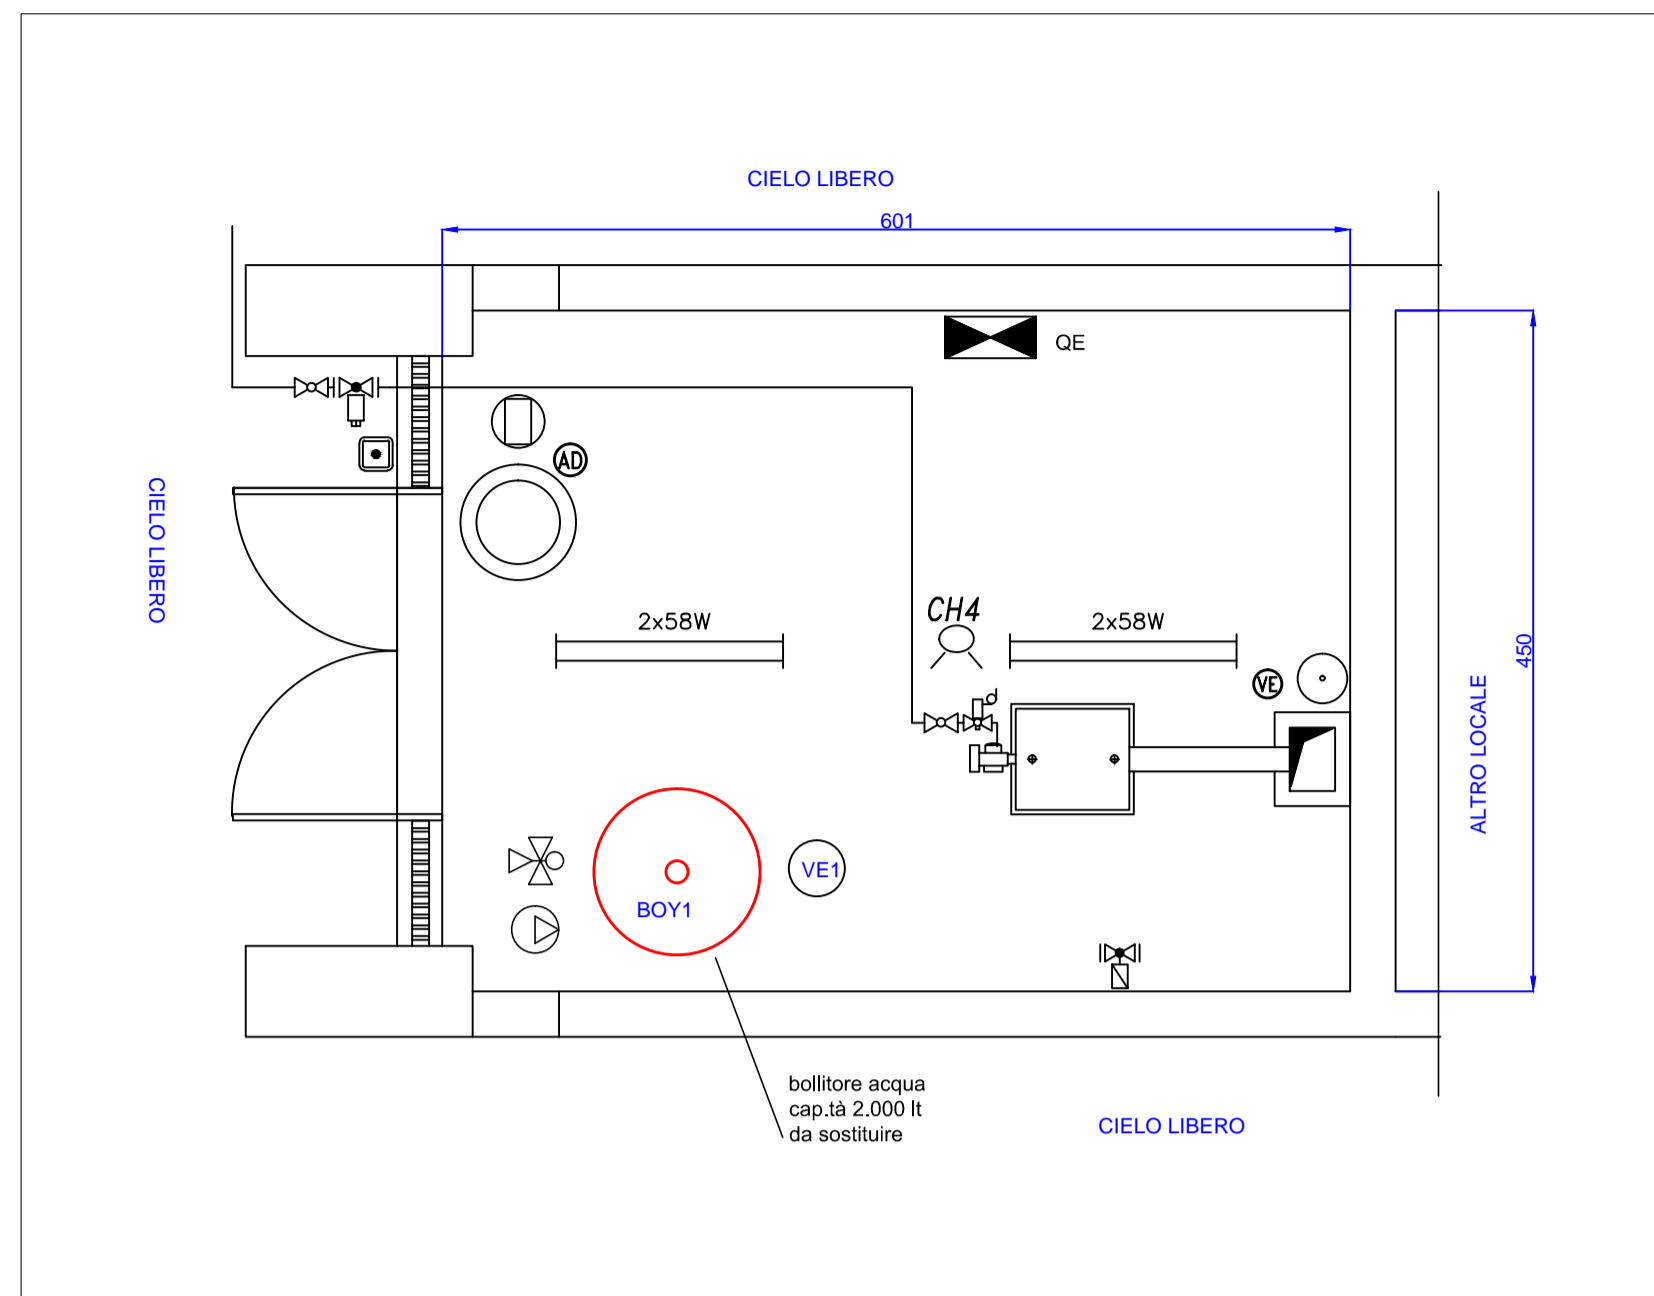 CIELO LIBERO
601
QE
AD
CIELO LIBERO
CH4
2x58W
2x58W
450
VE
ALTRO LOCALE
VE1
BOY1
bollitore acqua
cap.tà 2.000 lt
da sostituire
CIELO LIBERO